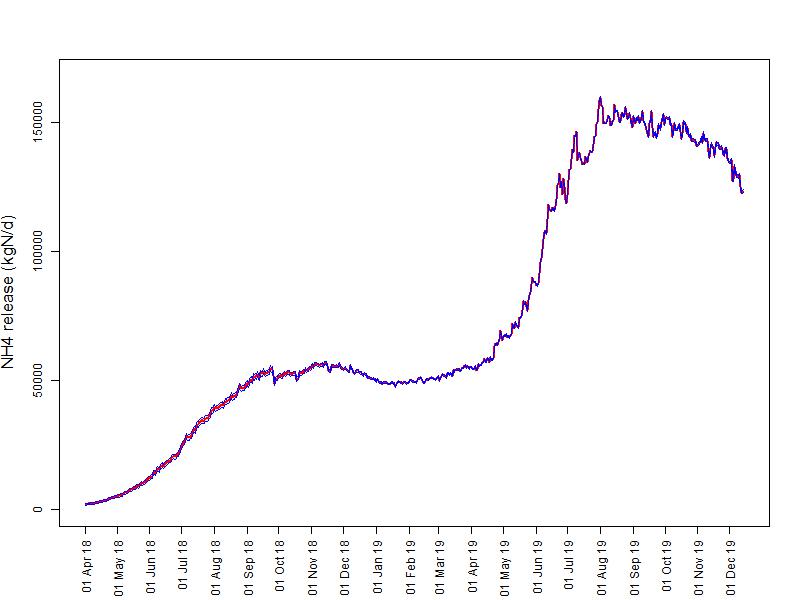 NH4 release (kgN/d)
150000
100000
50000
0
01 Apr 18
01 May 18
01 Jun 18
01 Jul 18
01 Aug 18
01 Sep 18
01 Oct 18
01 Nov 18
01 Dec 18
01 Jan 19
01 Feb 19
01 Mar 19
01 Apr 19
01 May 19
01 Jun 19
01 Jul 19
01 Aug 19
01 Sep 19
01 Oct 19
01 Nov 19
01 Dec 19